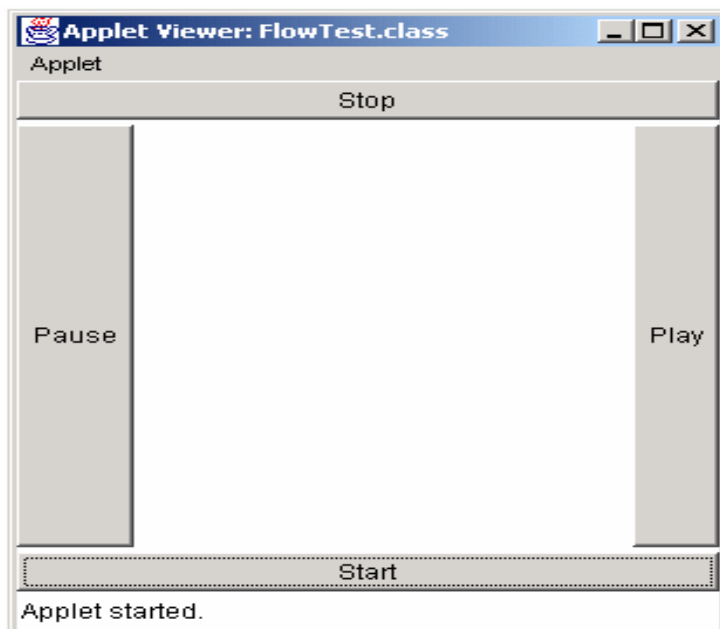 Applet Viewer: FlowTest.class
Applet
Stop
Pause
Play
Start
Applet started.